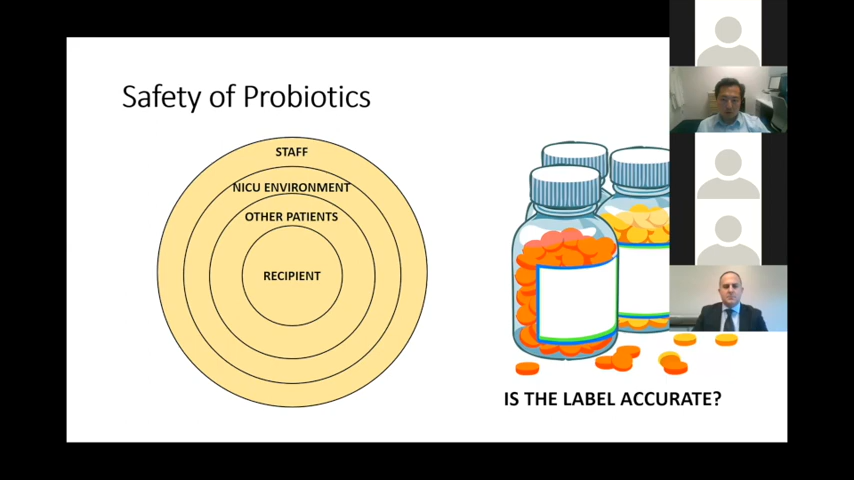 Safety of Probiotics
STAFF
NICU ENVIRONMENT
OTHER PATIENTS
RECIPIENT
IS THE LABEL ACCURATE?